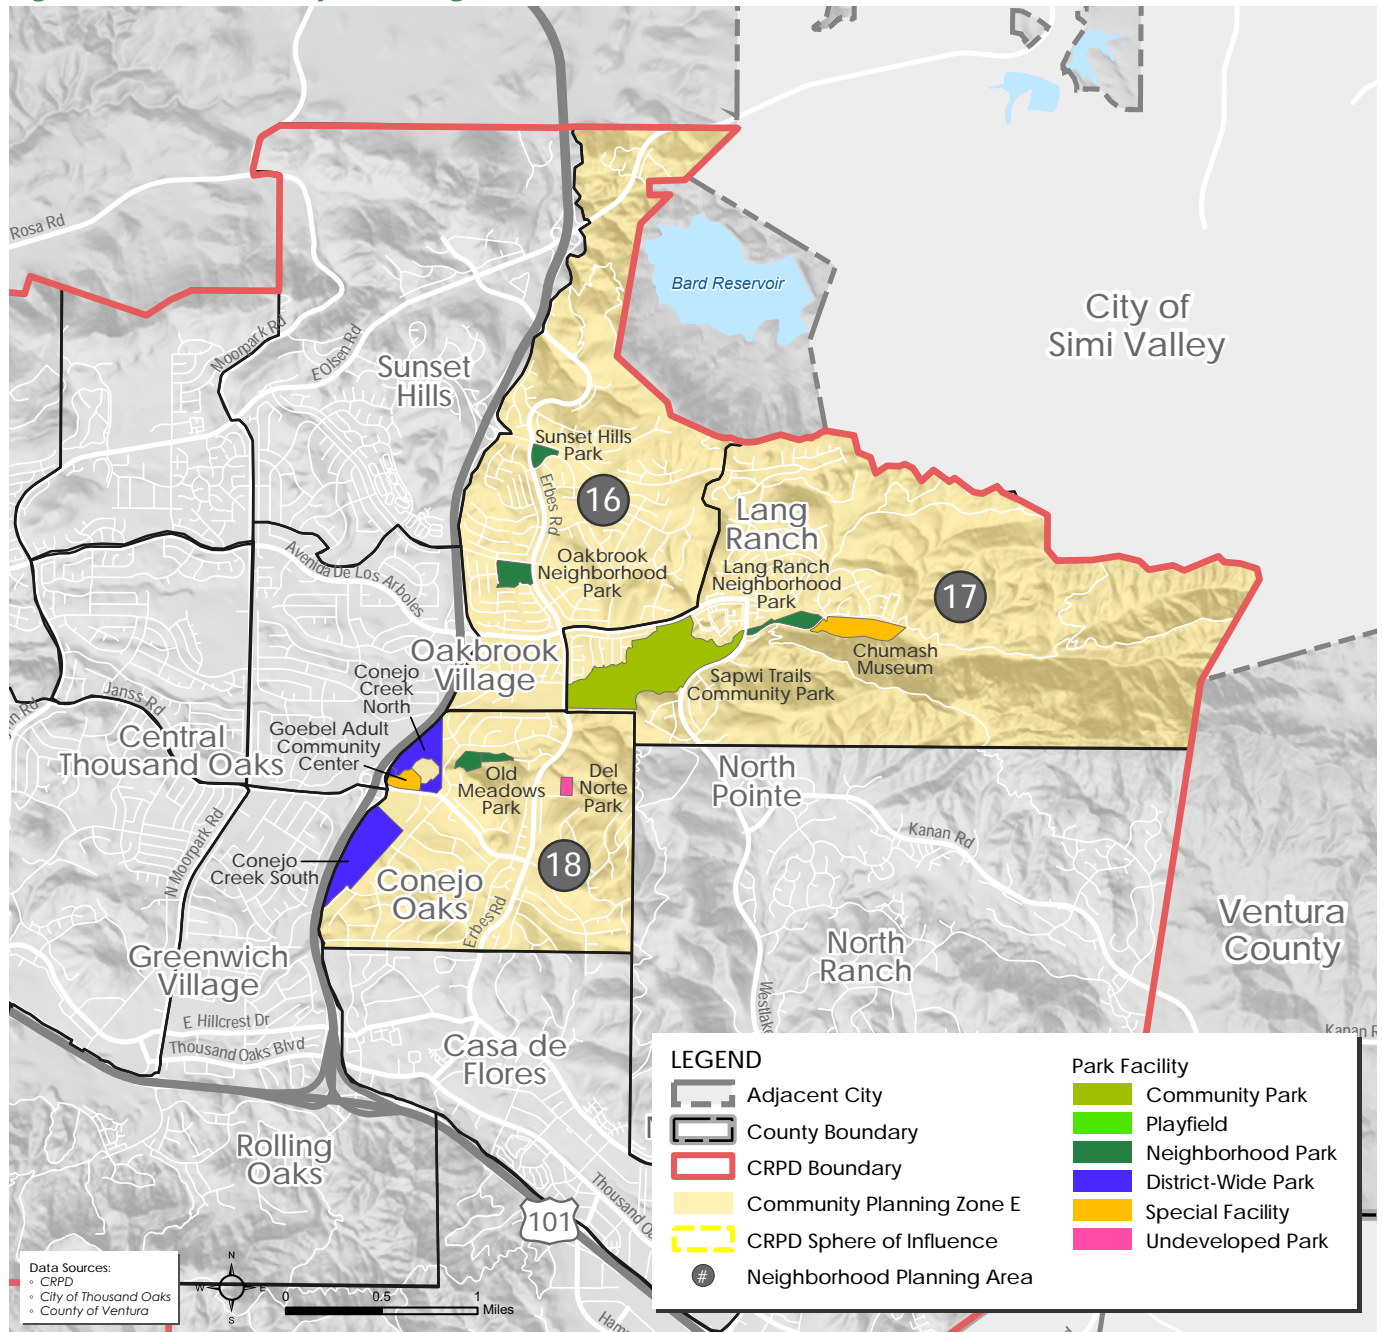 Rosa Rd
Moorpark Rd
E Olsen Rd
Sunset
Hills
Bard Reservoir
City of
Simi Valley
Sunset Hills
Park
Erbes Rd
16
Lang
Ranch
Oakbrook
Neighborhood
Park
Lang Ranch
Neighborhood
Park
17
Avenida De Los Arboles
Oakbrook
Village
Chumash
Museum
Sapwi Trails
Community Park
Conejo
Creek
North
Janss Rd
Rd
Goebel Adult
Community
Center
Central
Thousand Oaks
Old
Meadows
Park
Del
Norte
Park
North
Pointe
Kanan Rd
N Moorpark Rd
Conejo
Creek South
18
Conejo
Oaks
Erbes Rd
Ventura
County
North
Ranch
Greenwich
Village
Westlake
E Hillcrest Dr
Thousand Oaks Blvd
Kanan R
Casa de
Flores
Rolling
Oaks
Thousand Oa
101
Ham
LEGEND
Adjacent City
County Boundary
CRPD Boundary
Community Planning Zone E
CRPD Sphere of Influence
# Neighborhood Planning Area
Park Facility
Community Park
Playfield
Neighborhood Park
District-Wide Park
Special Facility
Undeveloped Park
Data Sources:
◦ CRPD
◦ City of Thousand Oaks
◦ County of Ventura
N
W E
S
0 0.5 1
Miles